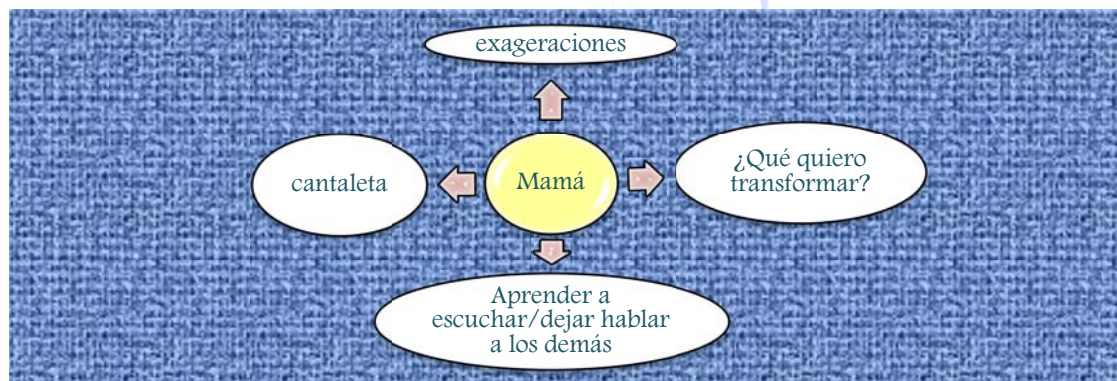 exageraciones
cantaleta
Mamá
¿Qué quiero
transformar?
Aprender a
escuchar/dejar hablar
a los demás